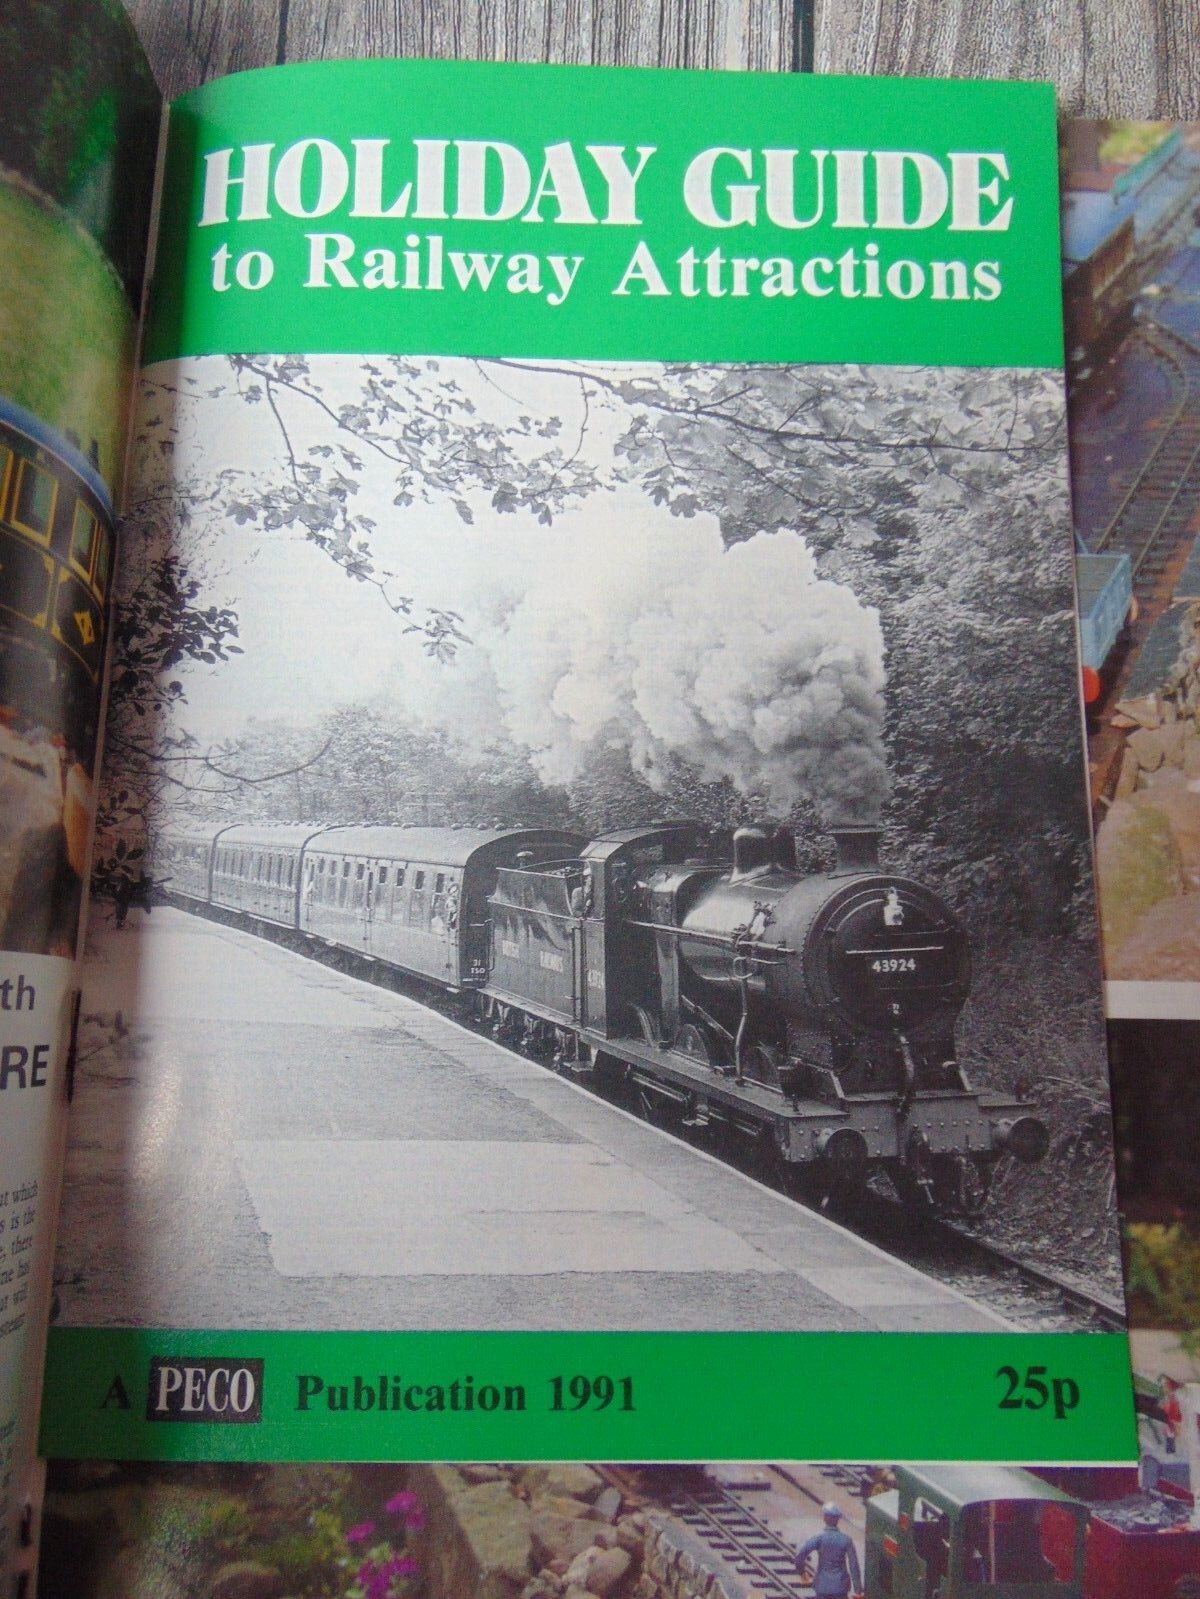 HOLIDAY GUIDE
to Railway Attractions
43924
A PECO Publication 1991
25p
th
RE